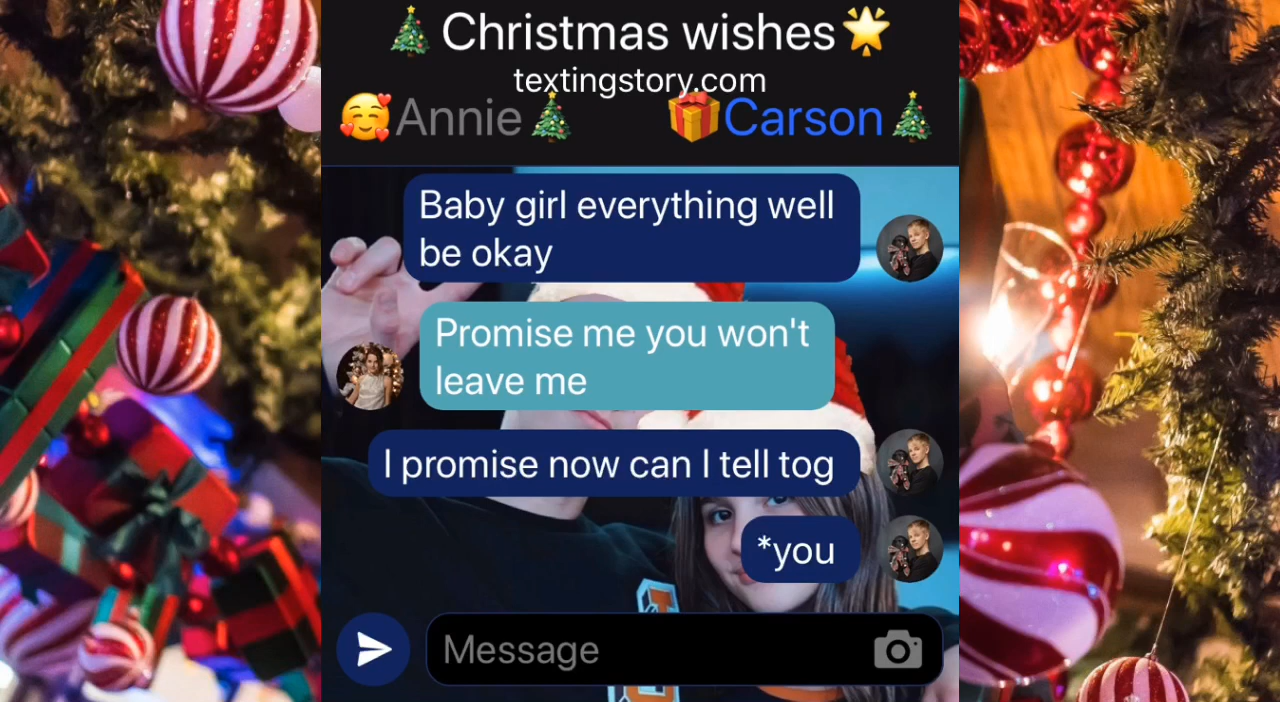 🎄Christmas wishes🌟
textingstory.com
🥰Annie🎄 🎁Carson🎄
Baby girl everything well
be okay
Promise me you won't
leave me
I promise now can I tell tog
*you
Message